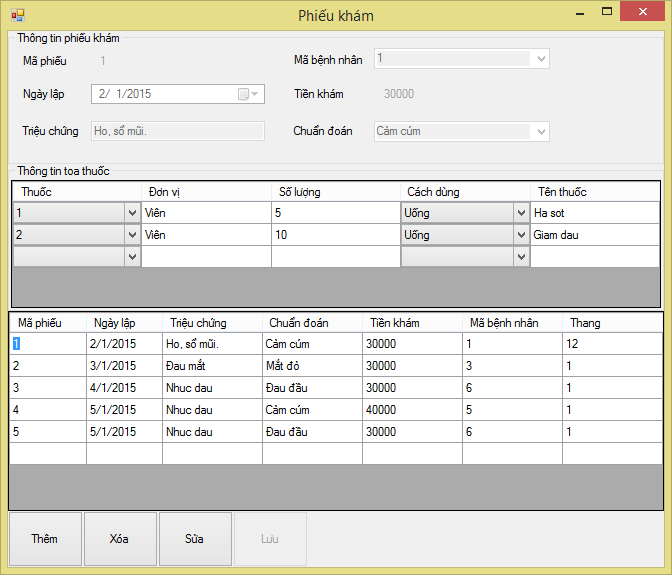 Phiếu khám
Thông tin phiếu khám
Mã phiếu 1 Mã bệnh nhân 1
Ngày lập 2/ 1/2015 Tiền khám 30000
Triệu chứng Ho, sổ mũi. Chuẩn đoán Cảm cúm
Thông tin toa thuốc
Thuốc Đơn vị Số lượng Cách dùng Tên thuốc
1 Viên 5 Uống Ha sot
2 Viên 10 Uống Giam dau
Mã phiếu Ngày lập Triệu chứng Chuẩn đoán Tiền khám Mã bệnh nhân Thang
1 2/1/2015 Ho, sổ mũi. Cảm cúm 30000 1 12
2 3/1/2015 Đau mắt Mắt đỏ 30000 3 1
3 4/1/2015 Nhuc dau Đau đầu 30000 6 1
4 5/1/2015 Nhuc dau Cảm cúm 40000 5 1
5 5/1/2015 Nhuc dau Đau đầu 30000 6 1
Thêm Xóa Sửa Lưu